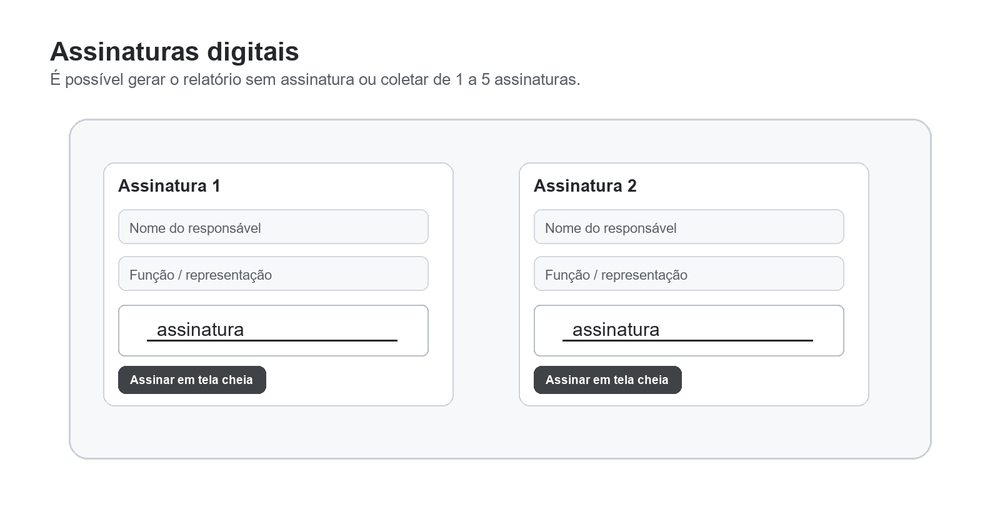 Assinaturas digitais
É possível gerar o relatório sem assinatura ou coletar de 1 a 5 assinaturas.
Assinatura 1
Nome do responsável
Função / representação
assinatura
Assinar em tela cheia
Assinatura 2
Nome do responsável
Função / representação
assinatura
Assinar em tela cheia